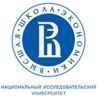 ВЫСШАЯ ШКОЛА ЭКОНОМИКИ
НАЦИОНАЛЬНЫЙ ИССЛЕДОВАТЕЛЬСКИЙ
УНИВЕРСИТЕТ